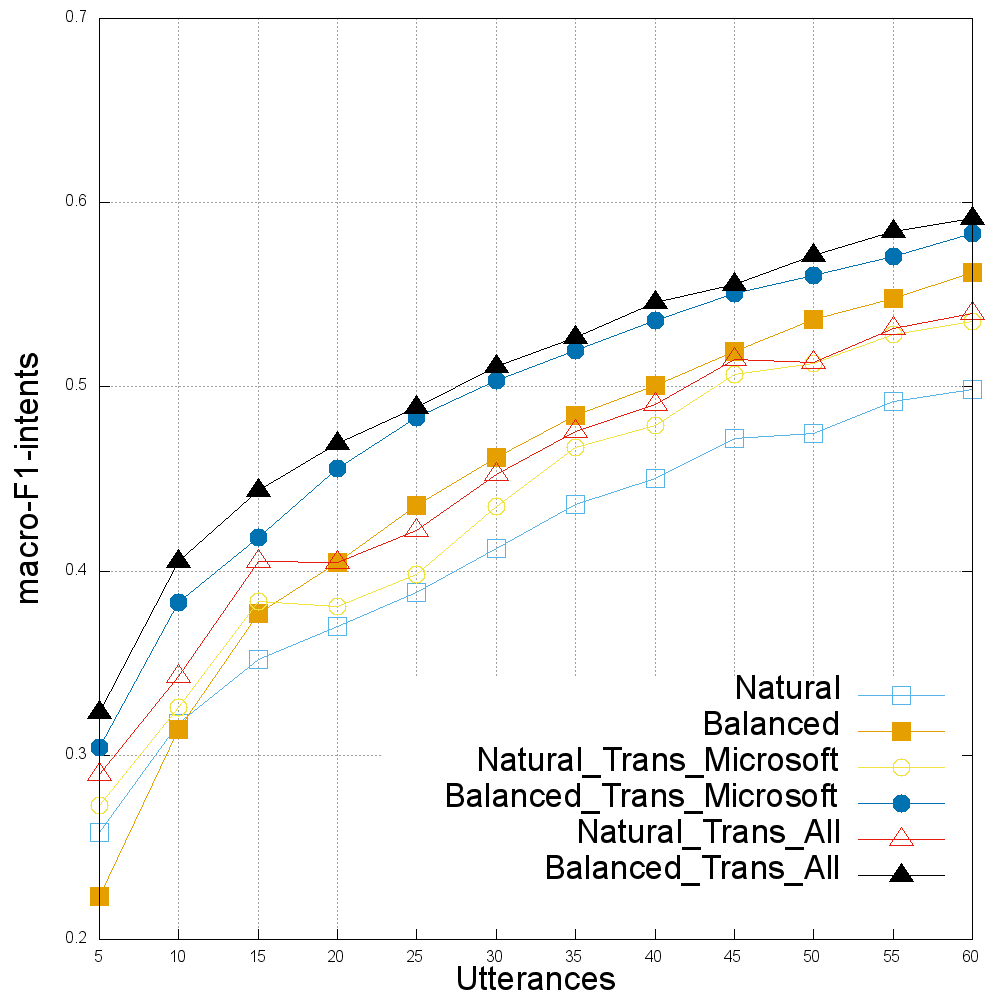 0.7
0.6
0.5
0.4
0.3
0.2
macro-F1-intents
Natural
Balanced
Natural_Trans_Microsoft
Balanced_Trans_Microsoft
Natural_Trans_All
Balanced_Trans_All
5 10 15 20 25 30 35 40 45 50 55 60
Utterances